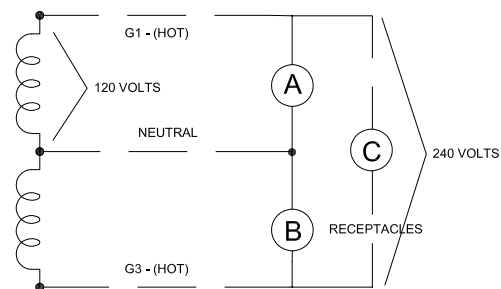 G1 - (HOT)
A
120 VOLTS
NEUTRAL
C
240 VOLTS
B
RECEPTACLES
G3 - (HOT)